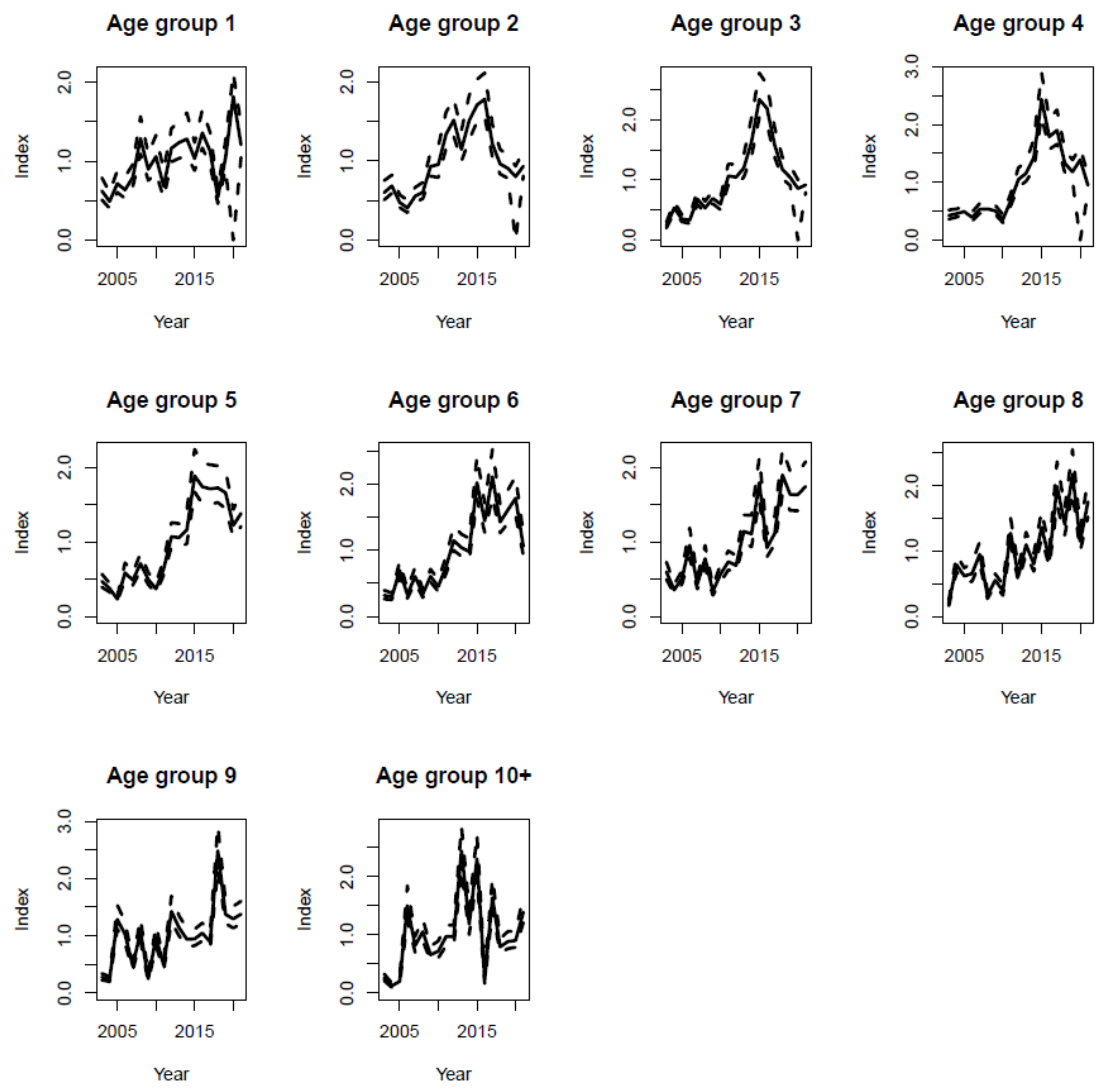 Age group 1
2.0
1.0
0.0
Index
2005 2015
Year
Age group 2
2.0
1.0
0.0
Index
2005 2015
Year
Age group 3
2.0
1.0
0.0
Index
2005 2015
Year
Age group 4
3.0
2.0
1.0
0.0
Index
2005 2015
Year
Age group 5
2.0
1.0
0.0
Index
2005 2015
Year
Age group 6
2.0
1.0
0.0
Index
2005 2015
Year
Age group 7
2.0
1.0
0.0
Index
2005 2015
Year
Age group 8
2.0
1.0
0.0
Index
2005 2015
Year
Age group 9
3.0
2.0
1.0
0.0
Index
2005 2015
Year
Age group 10+
2.0
1.0
0.0
Index
2005 2015
Year